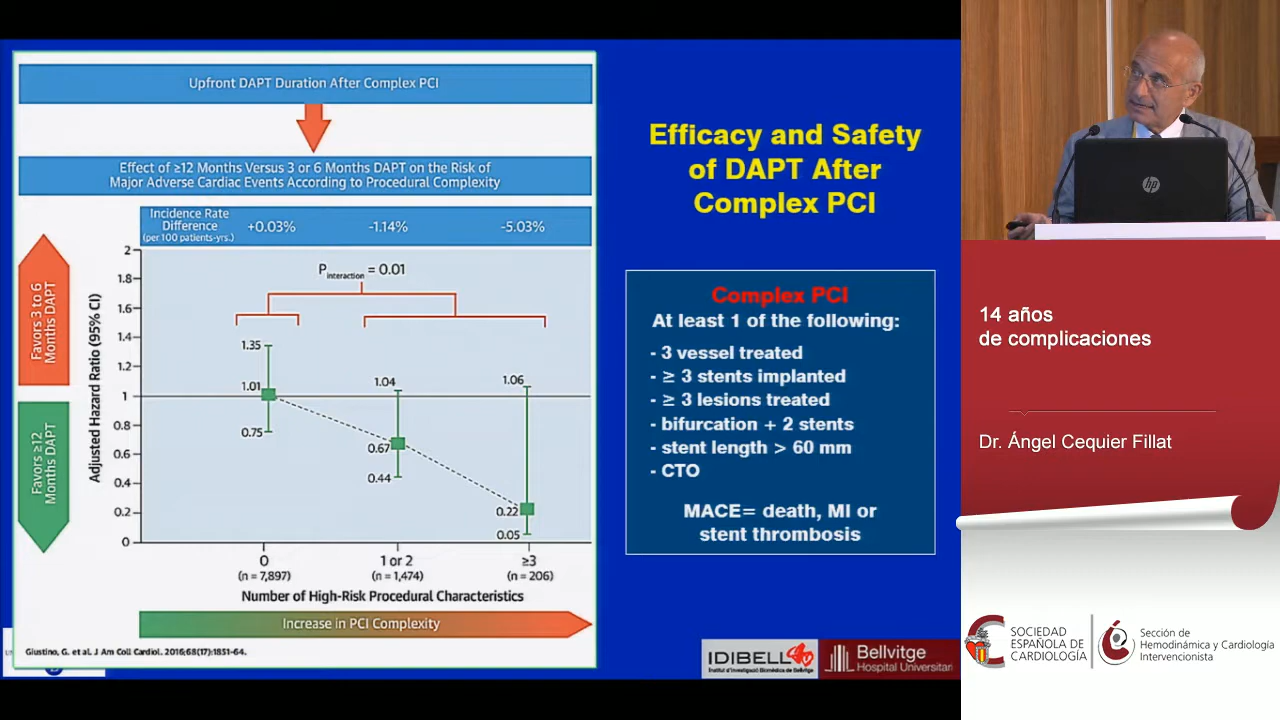 Upfront DAPT Duration After Complex PCI
Effect of ≥12 Months Versus 3 or 6 Months DAPT on the Risk of
Major Adverse Cardiac Events According to Procedural Complexity
Incidence Rate
Difference
(per 100 patients-yrs.)
+0.03%
-1.14%
-5.03%
Favors 3 to 6
Months DAPT
Favors ≥12
Months DAPT
Adjusted Hazard Ratio (95% CI)
2
1.8
1.6
1.4
1.2
1
0.8
0.6
0.4
0.2
0
Pinteraction = 0.01
1.35
1.01
0.75
1.04
0.67
0.44
1.06
0.22
0.05
0
(n = 7,897)
1 or 2
(n = 1,474)
≥3
(n = 206)
Number of High-Risk Procedural Characteristics
Increase in PCI Complexity
Giustino, G. et al. J Am Coll Cardiol. 2016;68(17):1851-64.
Efficacy and Safety
of DAPT After
Complex PCI
Complex PCI
At least 1 of the following:
- 3 vessel treated
- ≥ 3 stents implanted
- ≥ 3 lesions treated
- bifurcation + 2 stents
- stent length > 60 mm
- CTO
MACE= death, MI or
stent thrombosis
IDIBELL
Institut d'Investigació Biomèdica de Bellvitge
Bellvitge
Hospital Universitari
hp
14 años
de complicaciones
Dr. Ángel Cequier Fillat
SOCIEDAD
ESPAÑOLA DE
CARDIOLOGÍA
Sección de
Hemodinámica y Cardiología
Intervencionista